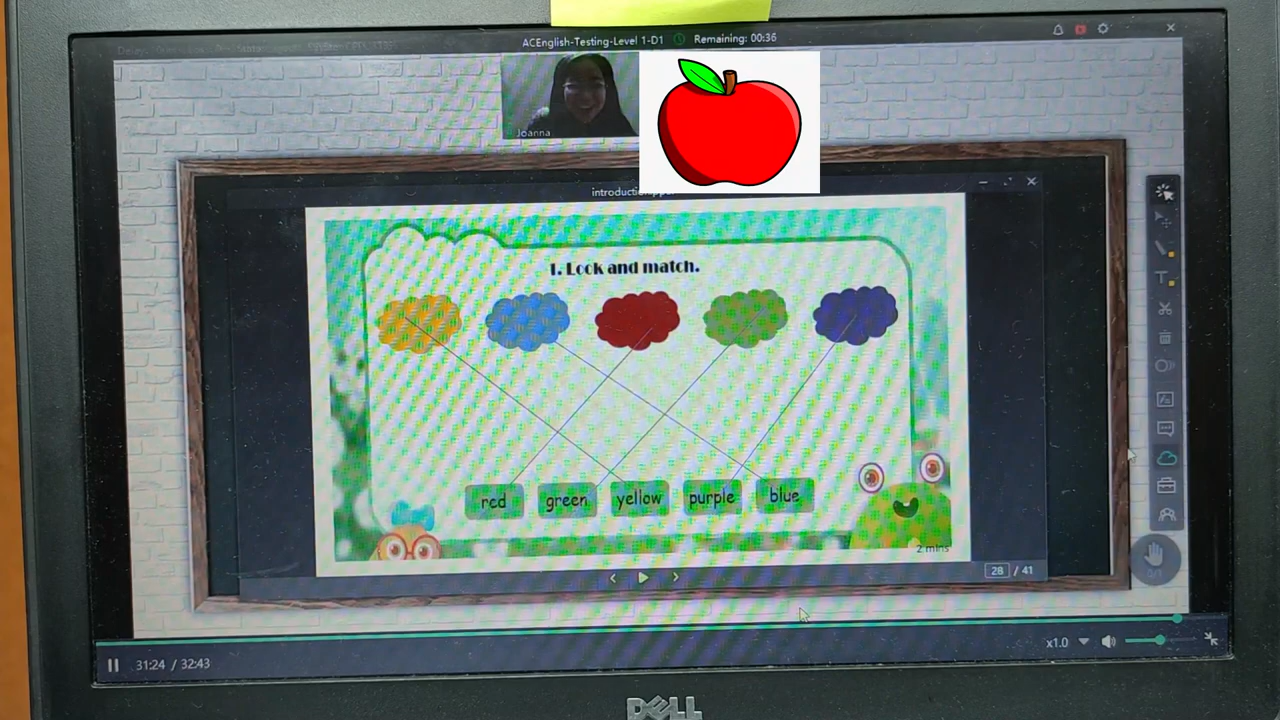 ACEnglish-Testing-Level 1-D1 Remaining: 00:36
Joanna
1. Look and match.
red green yellow purple blue
2 mins
28 / 41
x1.0
31:24 / 32:43
DELL